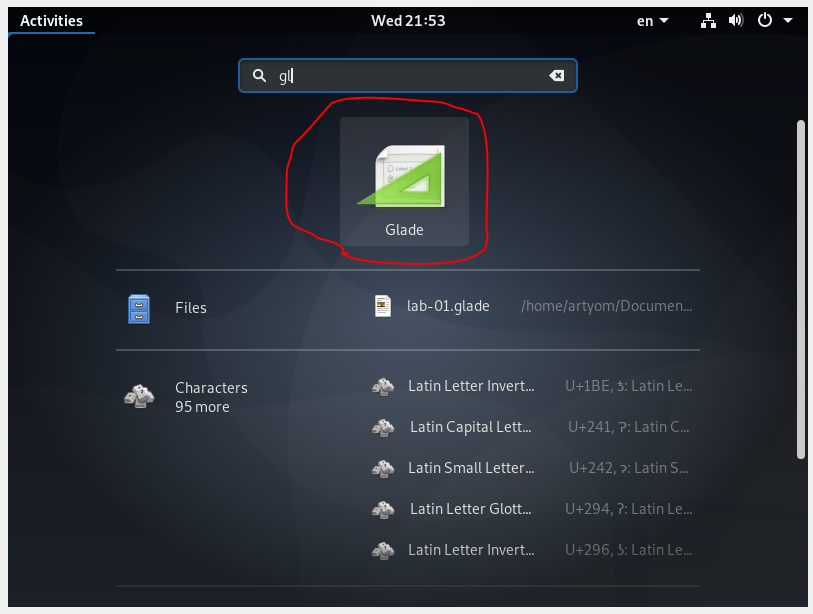 Activities
Wed 21:53
en
gl
Glade
Files
lab-01.glade /home/artyom/Documen...
Characters
95 more
Latin Letter Invert... U+1BE, ƾ: Latin Le...
Latin Capital Lett... U+241, Ɂ: Latin C...
Latin Small Letter... U+242, ɂ: Latin S...
Latin Letter Glott... U+294, ʔ: Latin Le...
Latin Letter Invert... U+296, ʖ: Latin Le...